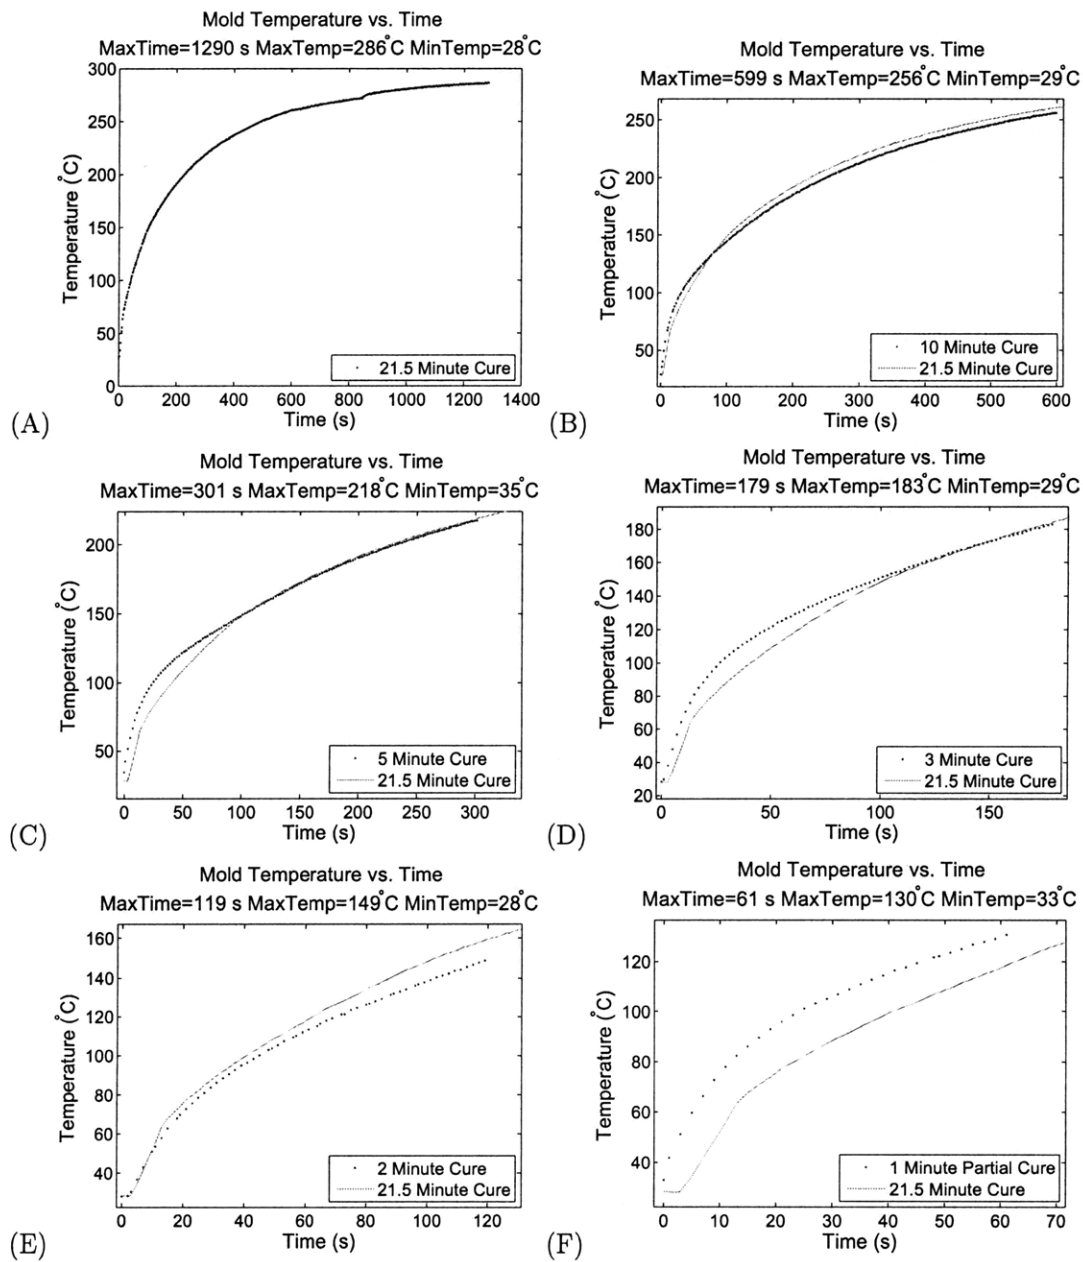 Mold Temperature vs. Time
MaxTime=1290 s MaxTemp=286°C MinTemp=28°C
300
250
200
150
100
50
0
Temperature (°C)
21.5 Minute Cure
0 200 400 600 800 1000 1200 1400
Time (s)
(A)
Mold Temperature vs. Time
MaxTime=599 s MaxTemp=256°C MinTemp=29°C
250
200
150
100
50
Temperature (°C)
10 Minute Cure
21.5 Minute Cure
0 100 200 300 400 500 600
Time (s)
(B)
Mold Temperature vs. Time
MaxTime=301 s MaxTemp=218°C MinTemp=35°C
200
150
100
50
Temperature (°C)
5 Minute Cure
21.5 Minute Cure
0 50 100 150 200 250 300
Time (s)
(C)
Mold Temperature vs. Time
MaxTime=179 s MaxTemp=183°C MinTemp=29°C
180
160
140
120
100
80
60
40
20
Temperature (°C)
3 Minute Cure
21.5 Minute Cure
0 50 100 150
Time (s)
(D)
Mold Temperature vs. Time
MaxTime=119 s MaxTemp=149°C MinTemp=28°C
160
140
120
100
80
60
40
Temperature (°C)
2 Minute Cure
21.5 Minute Cure
0 20 40 60 80 100 120
Time (s)
(E)
Mold Temperature vs. Time
MaxTime=61 s MaxTemp=130°C MinTemp=33°C
120
100
80
60
40
Temperature (°C)
1 Minute Partial Cure
21.5 Minute Cure
0 10 20 30 40 50 60 70
Time (s)
(F)